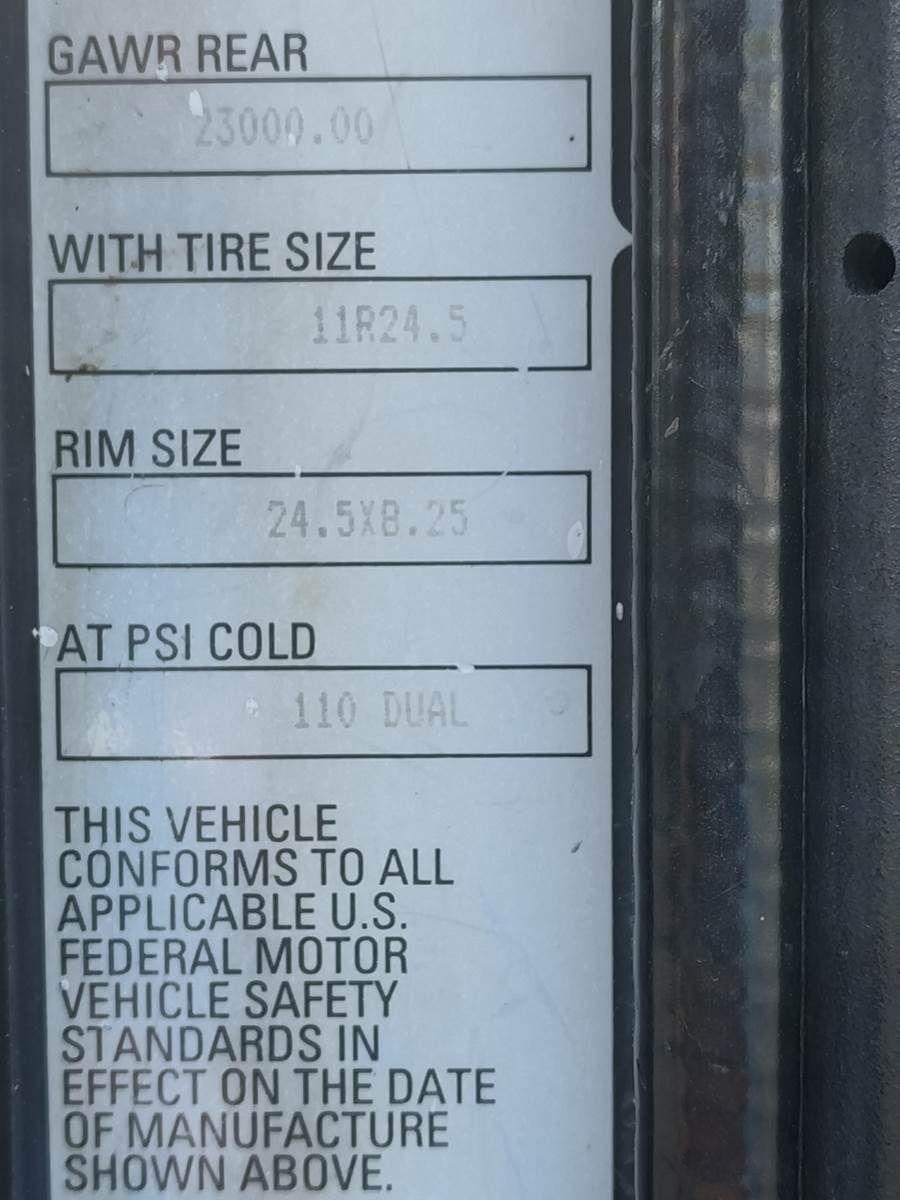 GAWR REAR
23000.00
WITH TIRE SIZE
11R24.5
RIM SIZE
24.5X8.25
AT PSI COLD
110 DUAL
THIS VEHICLE
CONFORMS TO ALL
APPLICABLE U.S.
FEDERAL MOTOR
VEHICLE SAFETY
STANDARDS IN
EFFECT ON THE DATE
OF MANUFACTURE
SHOWN ABOVE.